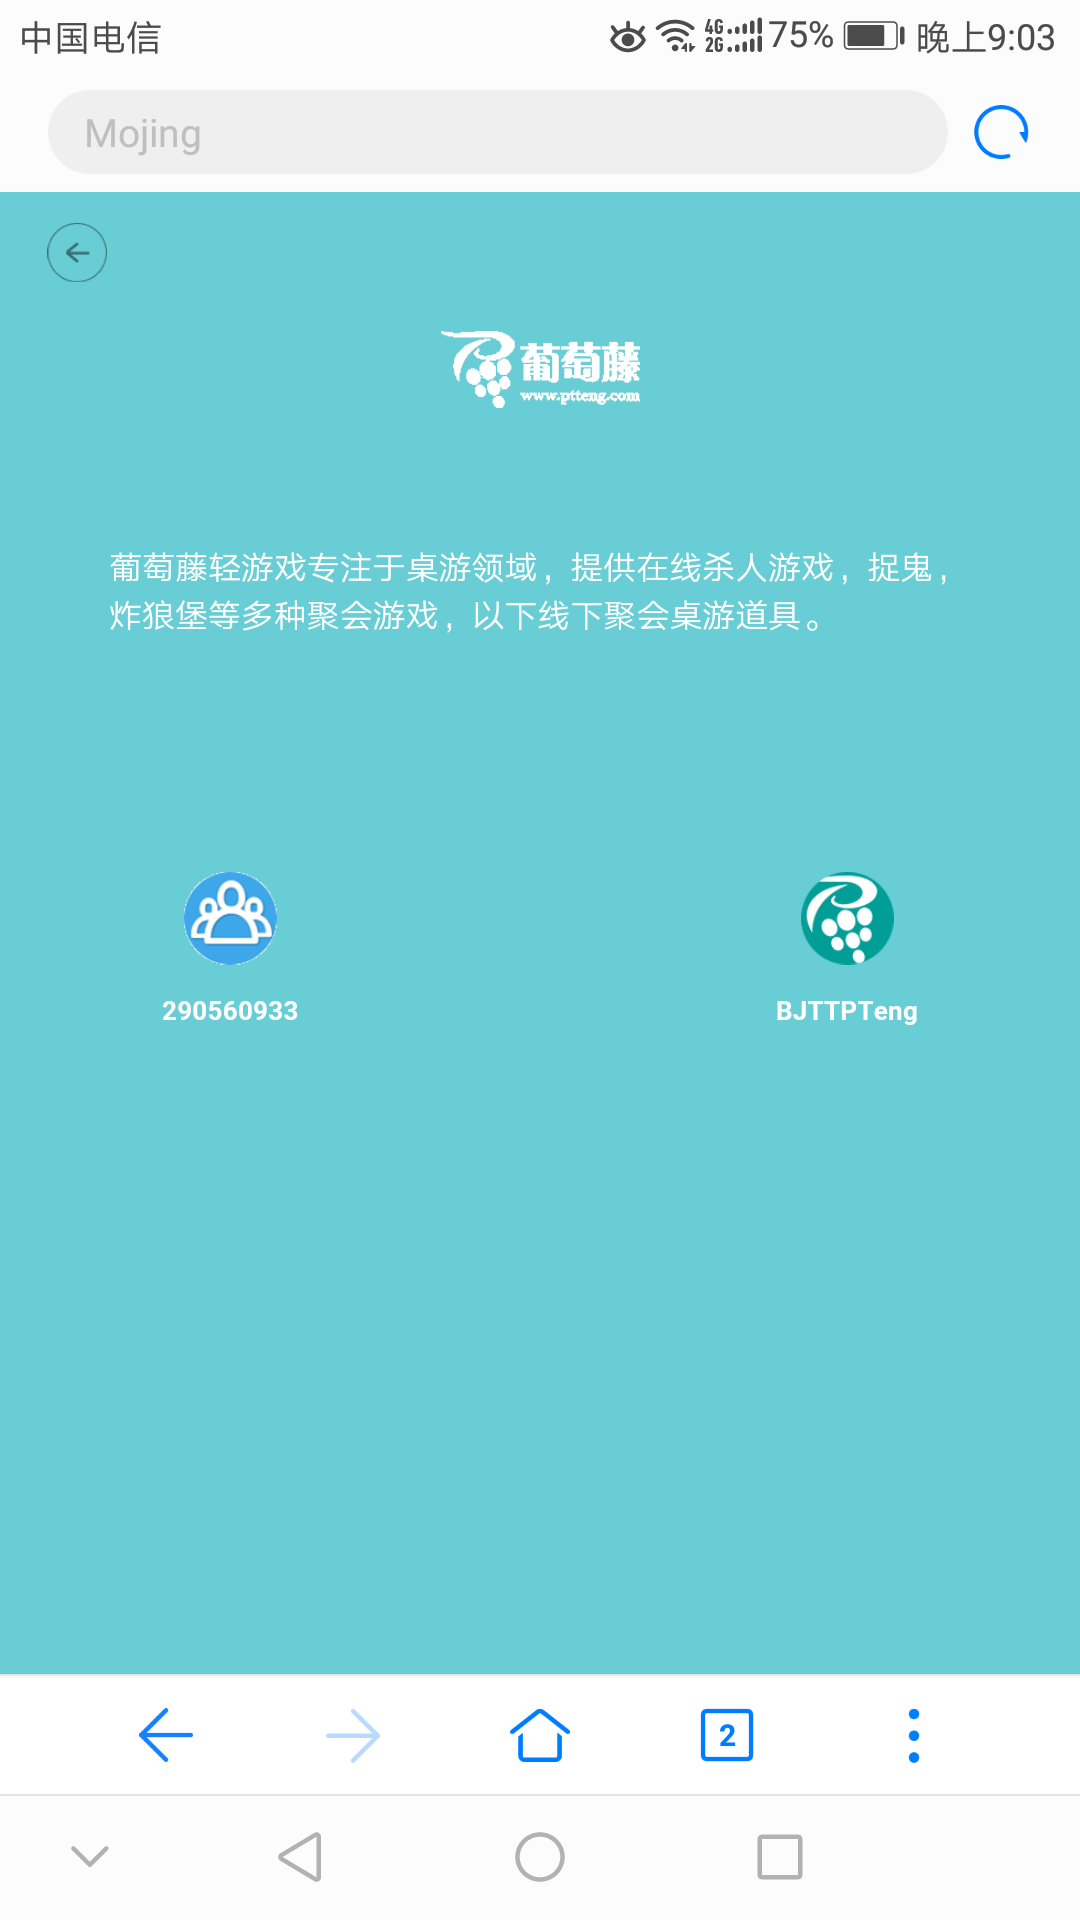 中国电信
4G
2G
75%
晚上9:03
Mojing
葡萄藤
www.ptteng.com
葡萄藤轻游戏专注于桌游领域，提供在线杀人游戏，捉鬼，
炸狼堡等多种聚会游戏，以下线下聚会桌游道具。
290560933
BJTTPTeng
2